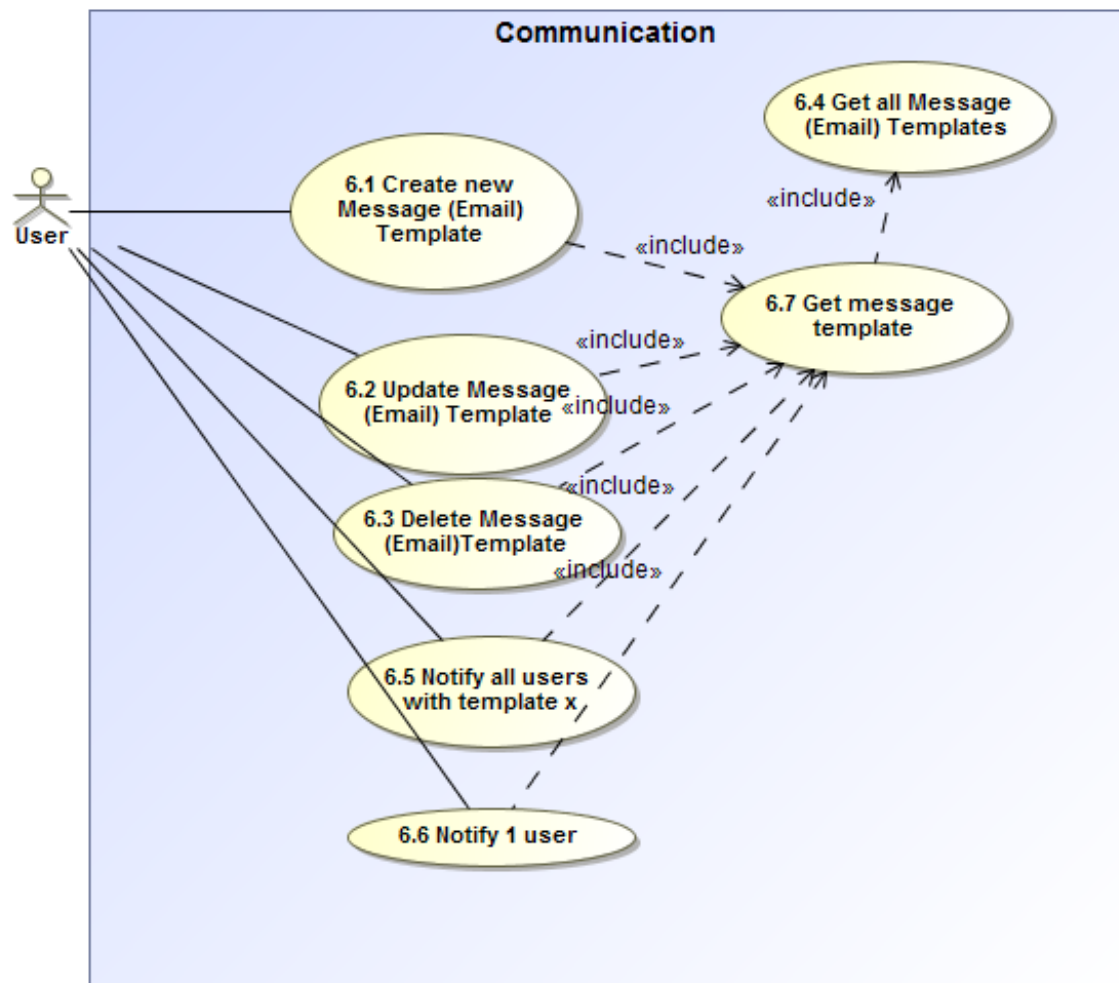 Communication
6.4 Get all Message
(Email) Templates
6.1 Create new
Message (Email)
Template
«include»
User
«include»
6.7 Get message
template
«include»
6.2 Update Message
(Email) Template
«include»
«include»
6.3 Delete Message
(Email)Template
«include»
6.5 Notify all users
with template x
6.6 Notify 1 user